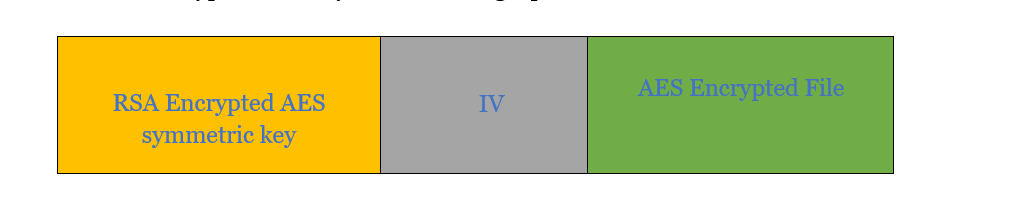 RSA Encrypted AES
symmetric key
IV
AES Encrypted File